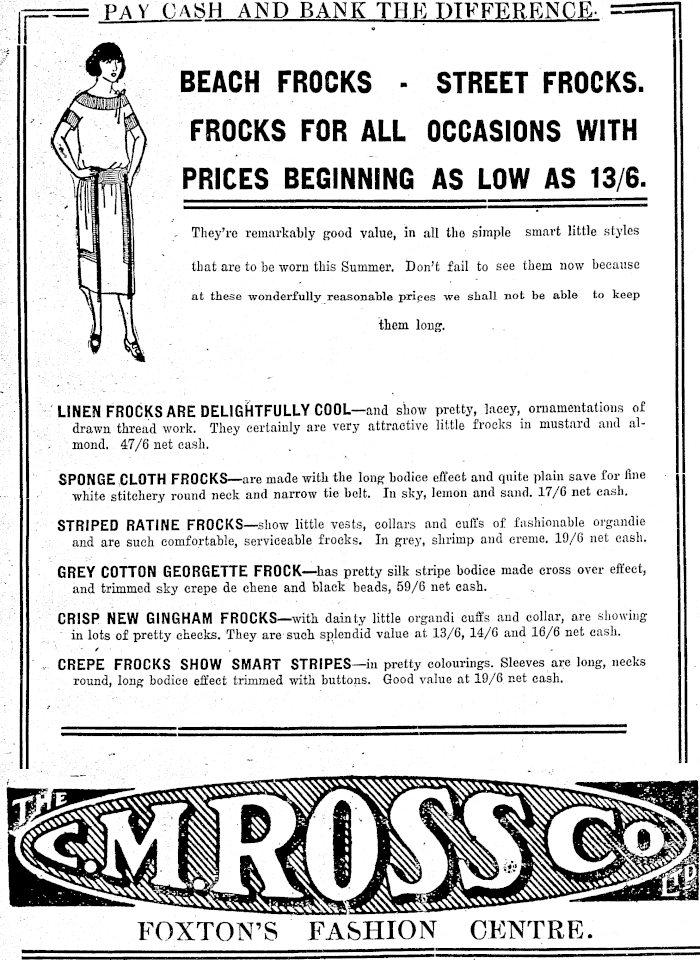 PAY CASH AND BANK THE DIFFERENCE.
BEACH FROCKS - STREET FROCKS.
FROCKS FOR ALL OCCASIONS WITH
PRICES BEGINNING AS LOW AS 13/6.
They're remarkably good value, in all the simple smart little styles
that are to be worn this Summer. Don't fail to see them now because
at these wonderfully reasonable prices we shall not be able to keep
them long.
LINEN FROCKS ARE DELIGHTFULLY COOL—and show pretty, lacey, ornamentations of
drawn thread work. They certainly are very attractive little frocks in mustard and al-
mond. 47/6 net cash.
SPONGE CLOTH FROCKS—are made with the long bodice effect and quite plain save for fine
white stitchery round neck and narrow tie belt. In sky, lemon and sand. 17/6 net cash.
STRIPED RATINE FROCKS—show little vests, collars and cuffs of fashionable organdie
and are such comfortable, serviceable frocks. In grey, shrimp and creme. 19/6 net cash.
GREY COTTON GEORGETTE FROCK—has pretty silk stripe bodice made cross over effect,
and trimmed sky crepe de chene and black beads, 59/6 net cash.
CRISP NEW GINGHAM FROCKS—with dainty little organdi cuffs and collar, are showing
in lots of pretty checks. They are such splendid value at 13/6, 14/6 and 16/6 net cash.
CREPE FROCKS SHOW SMART STRIPES—in pretty colourings. Sleeves are long, necks
round, long bodice effect trimmed with buttons. Good value at 19/6 net cash.
THE
C.M. ROSS Co
LTD
FOXTON'S FASHION CENTRE.